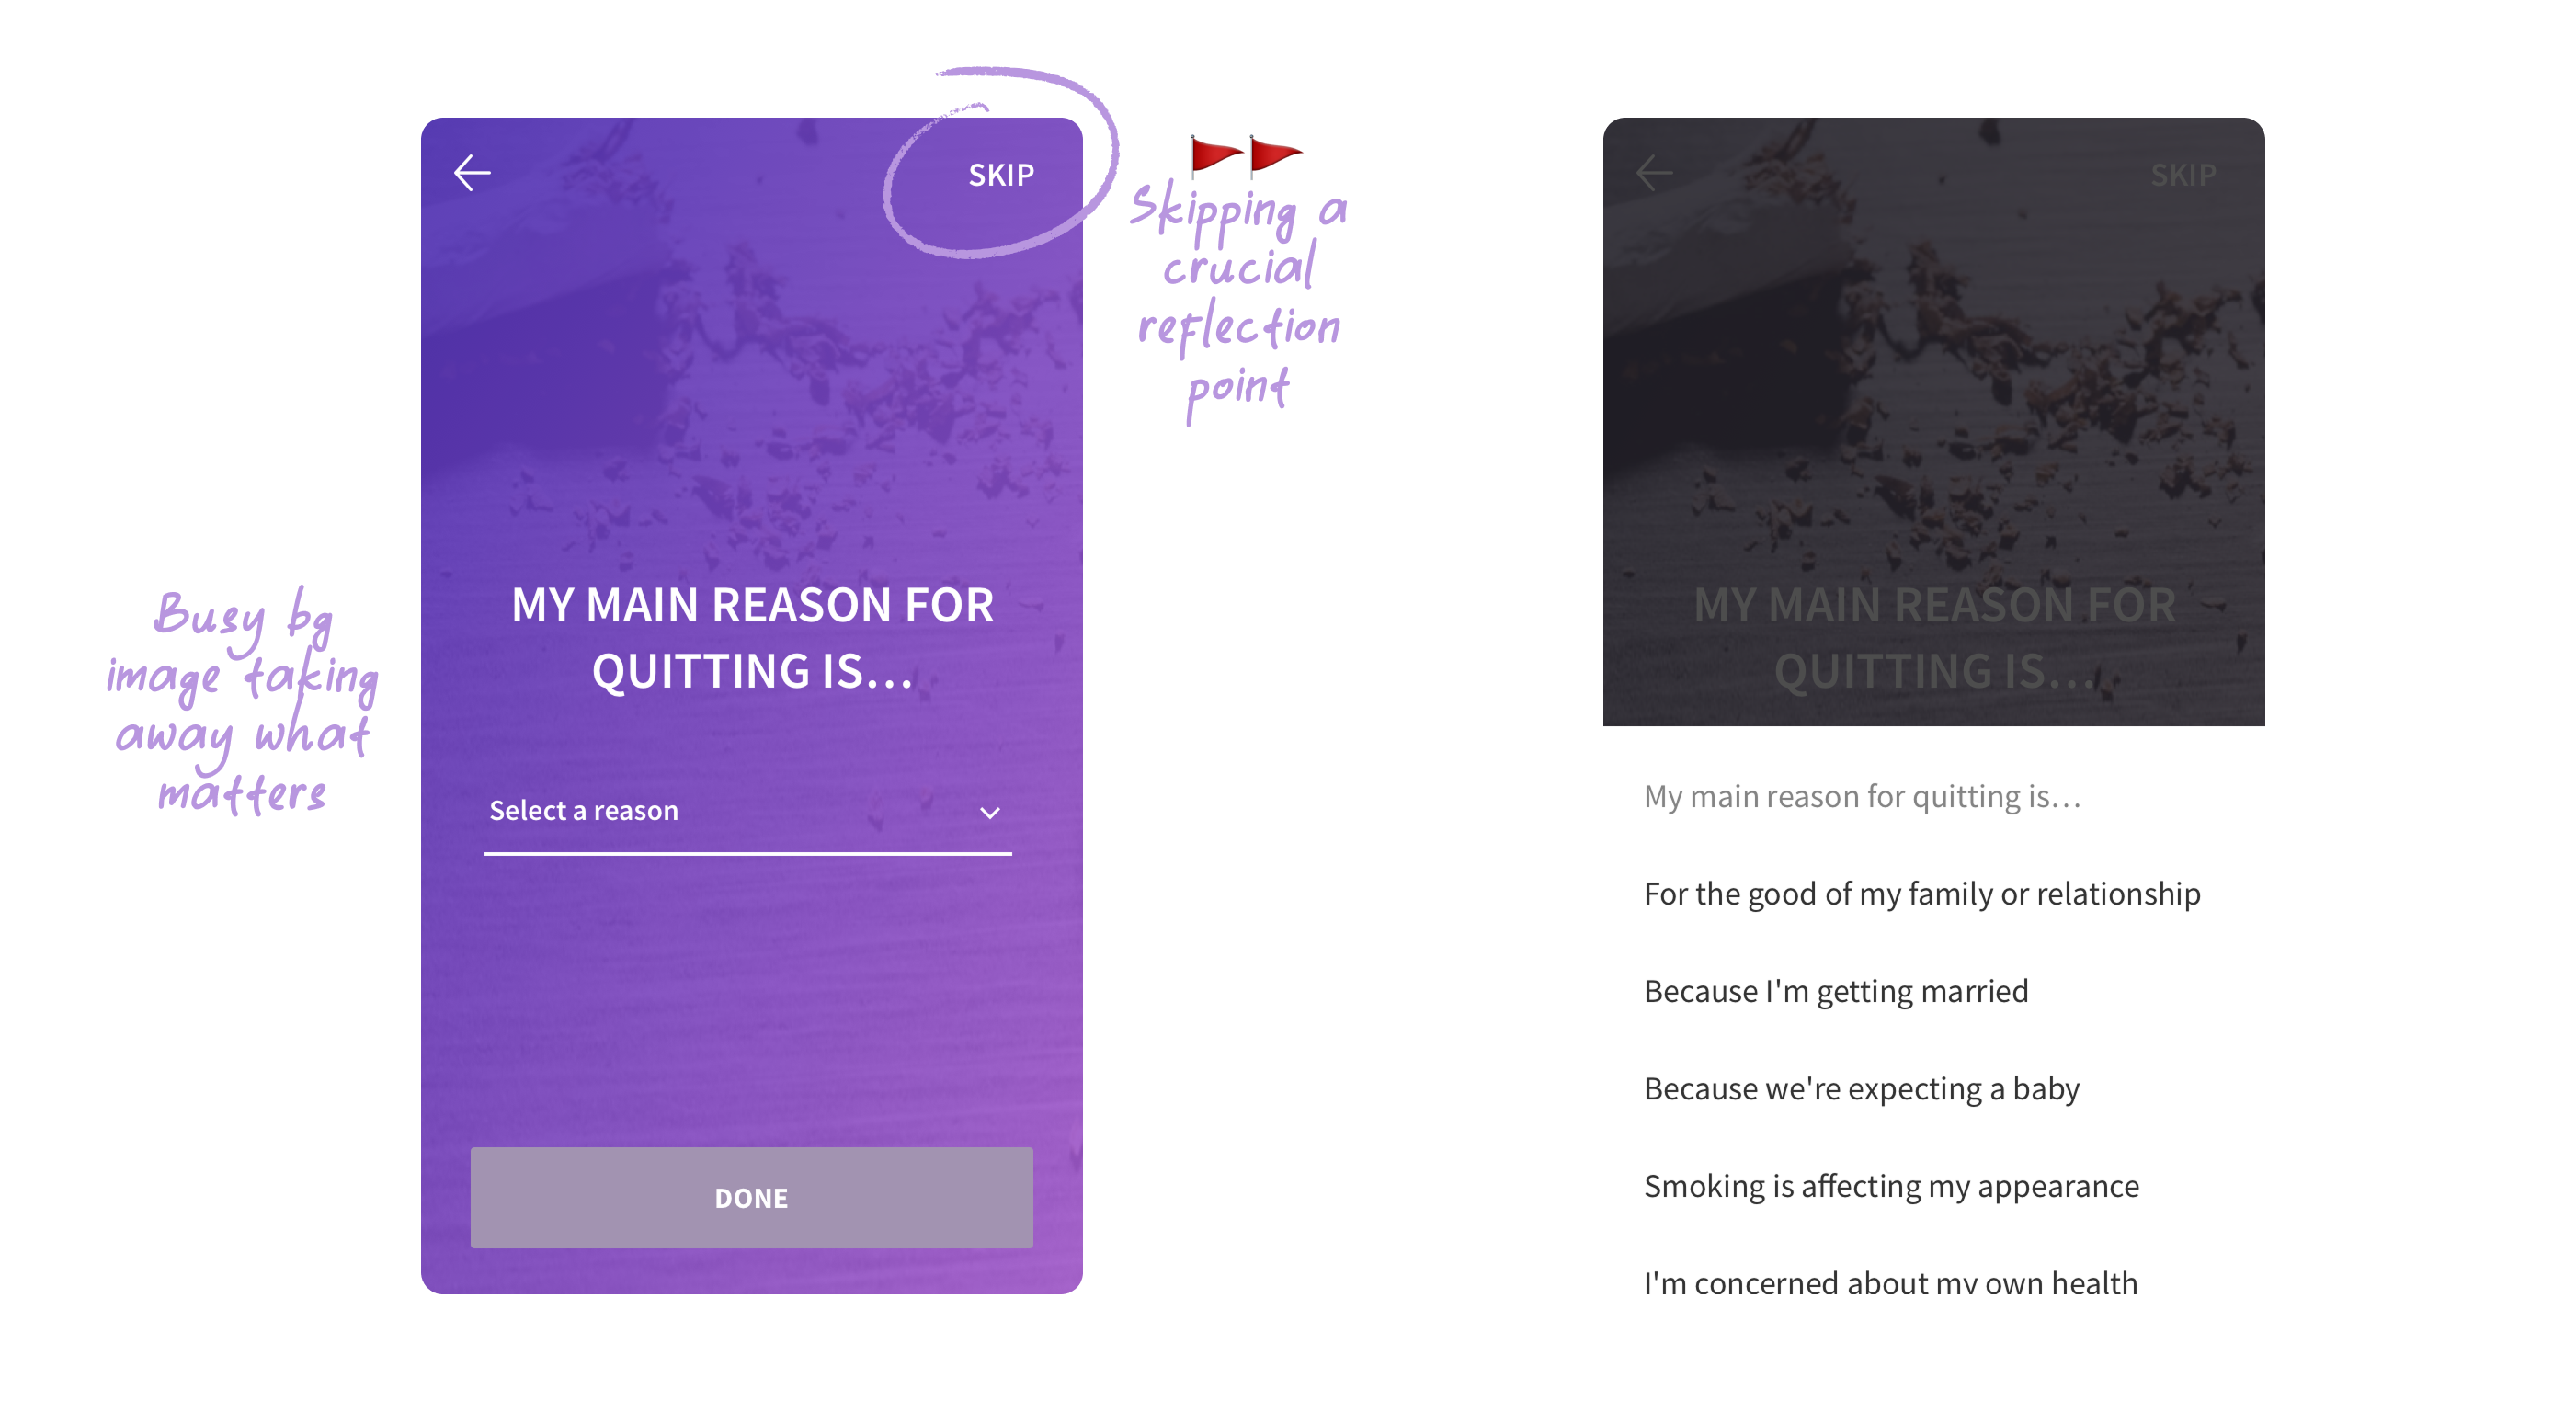 SKIP
Skipping a
crucial
reflection
point
Busy bg
image taking
away what
matters
MY MAIN REASON FOR
QUITTING IS...
Select a reason
DONE
SKIP
MY MAIN REASON FOR
QUITTING IS...
My main reason for quitting is...
For the good of my family or relationship
Because I'm getting married
Because we're expecting a baby
Smoking is affecting my appearance
I'm concerned about my own health